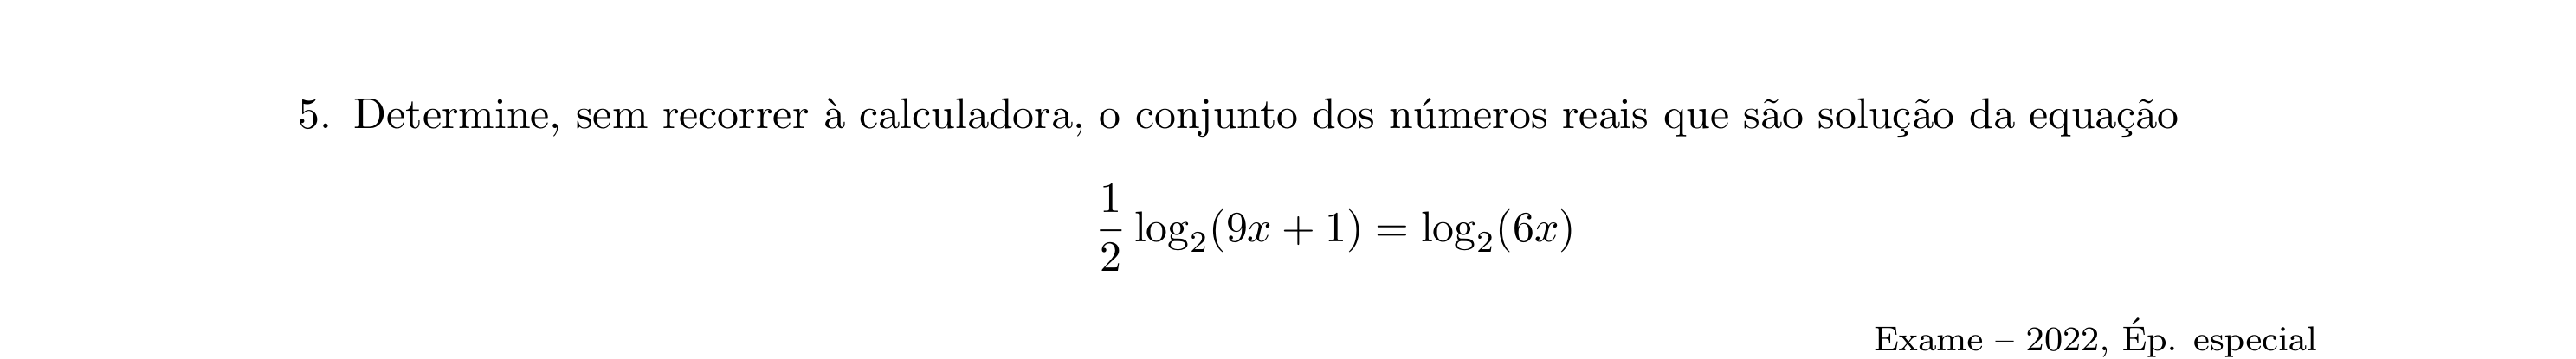 5. Determine, sem recorrer à calculadora, o conjunto dos números reais que são solução da equação
\frac{1}{2} \log_2(9x + 1) = \log_2(6x)
Exame – 2022, Ép. especial